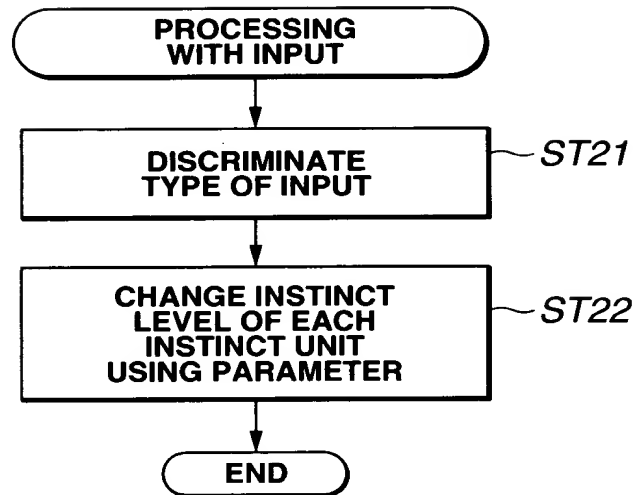 PROCESSING
WITH INPUT
DISCRIMINATE
TYPE OF INPUT
ST21
CHANGE INSTINCT
LEVEL OF EACH
INSTINCT UNIT
USING PARAMETER
ST22
END